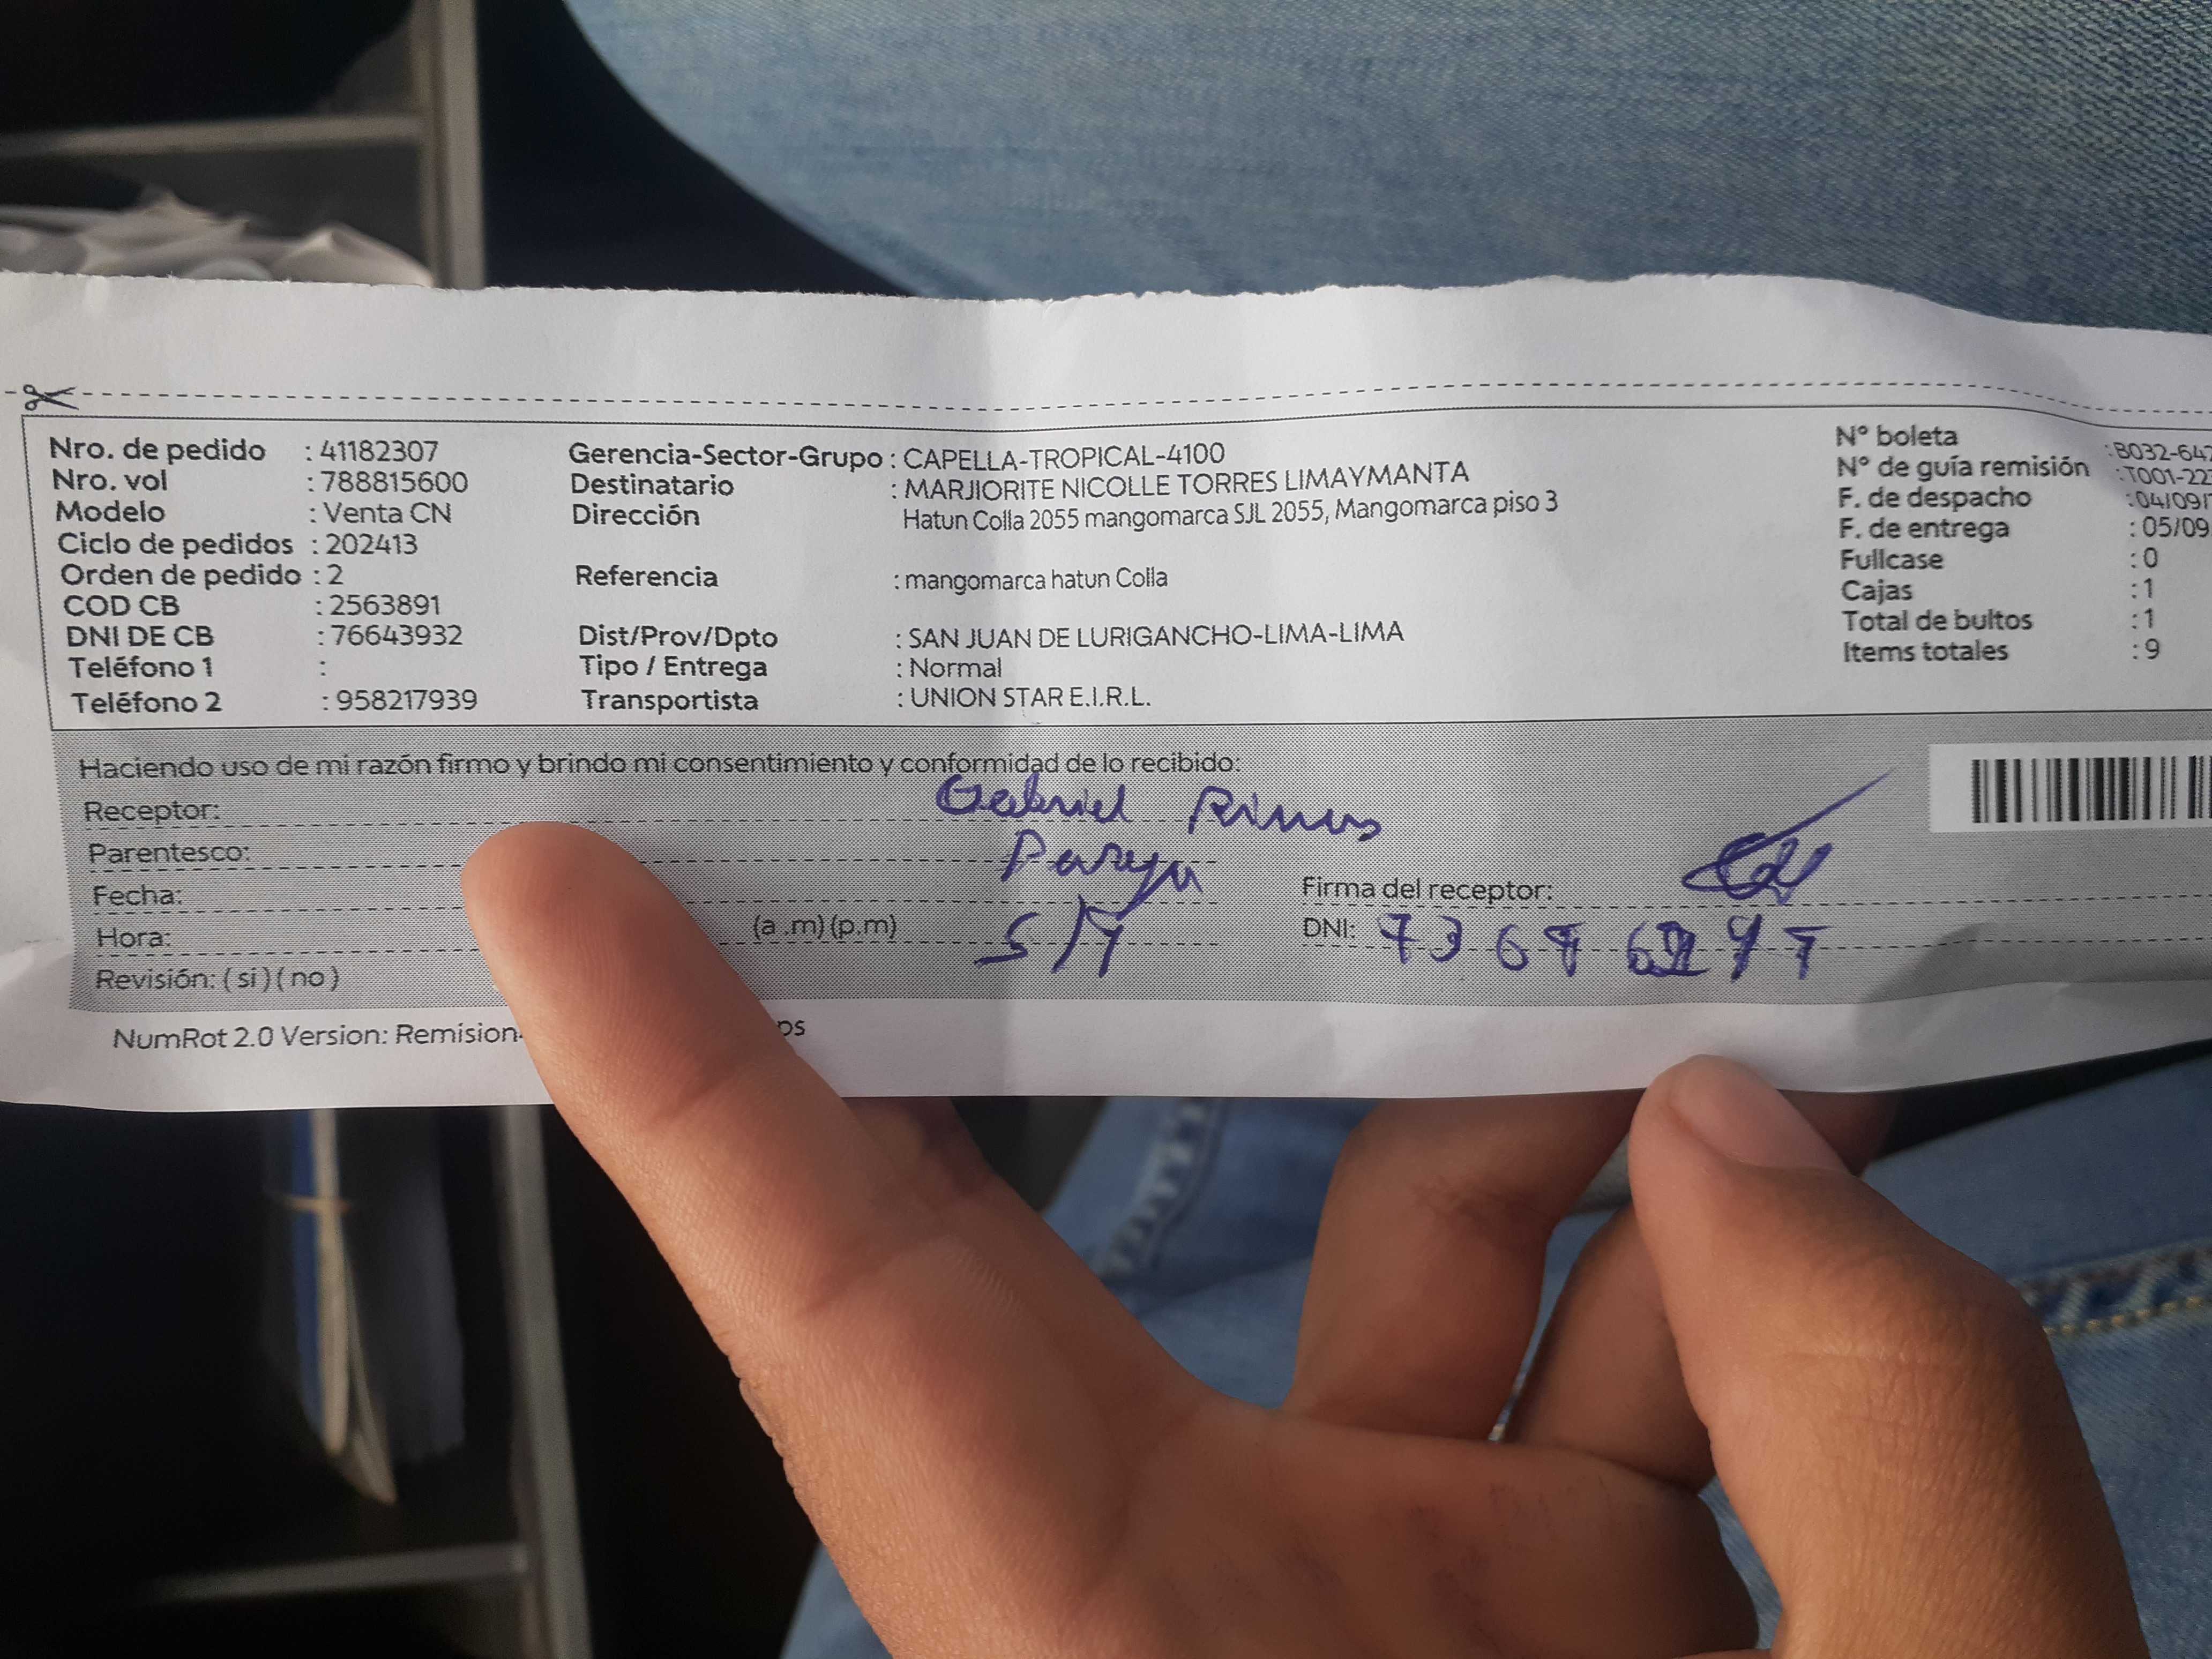 Nro. de pedido : 41182307
Nro. vol : 788815600
Modelo : Venta CN
Ciclo de pedidos : 202413
Orden de pedido : 2
COD CB : 2563891
DNI DE CB : 76643932
Teléfono 1 :
Teléfono 2 : 958217939
Gerencia-Sector-Grupo : CAPELLA-TROPICAL-4100
Destinatario : MARJIORITE NICOLLE TORRES LIMAYMANTA
Dirección Hatun Colla 2055 mangomarca SJL 2055, Mangomarca piso 3
Referencia : mangomarca hatun Colla
Dist/Prov/Dpto : SAN JUAN DE LURIGANCHO-LIMA-LIMA
Tipo / Entrega : Normal
Transportista : UNION STAR E.I.R.L.
N° boleta :B032-647
N° de guía remisión :T001-22
F. de despacho :04/09/
F. de entrega : 05/09
Fullcase : 0
Cajas : 1
Total de bultos : 1
Items totales : 9
Haciendo uso de mi razón firmo y brindo mi consentimiento y conformidad de lo recibido:
Receptor: Gabriel
Parentesco:
Fecha:
Firma del receptor:
Hora: (a .m)(p.m)
DNI:
Revisión: ( si )( no )
NumRot 2.0 Version: Remision